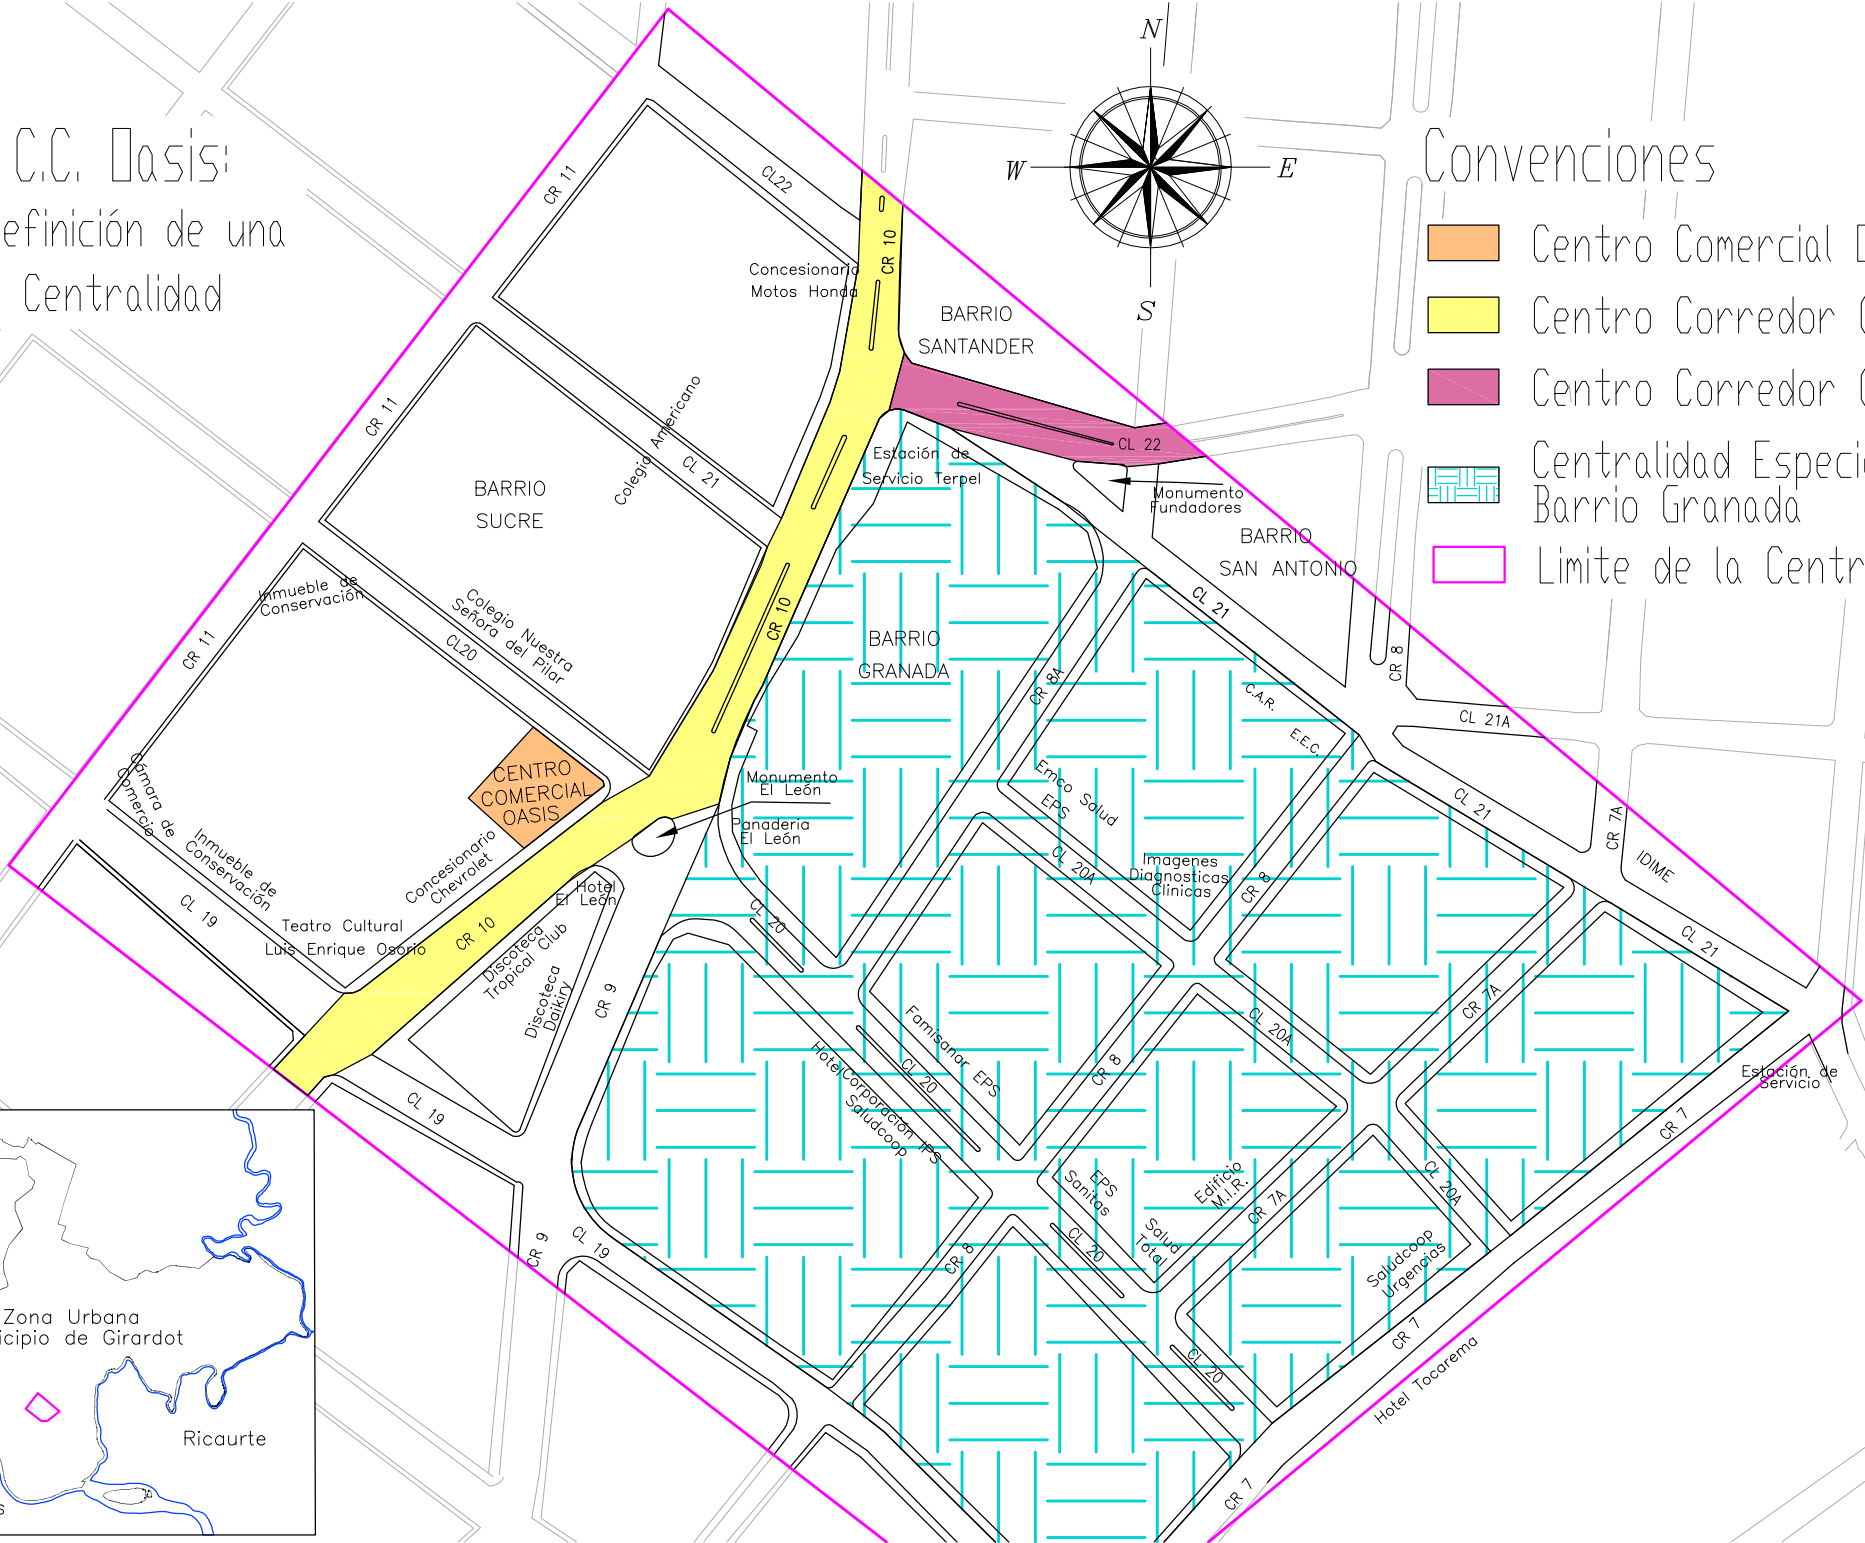 C.C. Oasis:
efinición de una
Centralidad
N
W
E
S
Convenciones
Centro Comercial
Centro Corredor
Centro Corredor
Centralidad
Barrio Granada
Limite de la
CR 11
CL22
CR 10
Concesionario
Motos Honda
BARRIO
SANTANDER
CR 11
Colegio Americano
CL 21
BARRIO
SUCRE
Estación de
Servicio Terpel
CL 22
Monumento
Fundadores
BARRIO
SAN ANTONIO
Inmueble de
Conservación
Colegio Nuestra
Señora del Pilar
CL20
CR 11
CR 10
BARRIO
GRANADA
CL 21
CR 8A
CR 8
C.A.R.
E.E.C.
CL 21A
CENTRO
COMERCIAL
OASIS
Monumento
El León
Panaderia
El León
Emco Salud
EPS
CL 21
CR 7A
IDIME
Cámara de
Comercio
Inmueble de
Conservación
Concesionario
Chevrolet
Hotel
El León
CL 20A
Imagenes
Diagnosticas
Clinicas
CR 8
CL 19
Teatro Cultural
Luis Enrique Osorio
CR 10
Discoteca
Tropical Club
Discoteca
Daikiry
CL 20
CL 21
CR 9
CR 7A
CL 20A
Famisanar EPS
CL 20
CR 8
Hotel
Corporación IPS
Saludcoop
Estación de
Servicio
CL 19
CR 7
EPS
Sanitas
Edificio
M.I.R.
CR 7A
CL 20A
CR 9
CL 19
CR 8
CL 20
Salud
Total
Saludcoop
Urgencias
CR 7
CL 20
Hotel Tocarema
CR 7
Zona Urbana
icipio de Girardot
Ricaurte
s